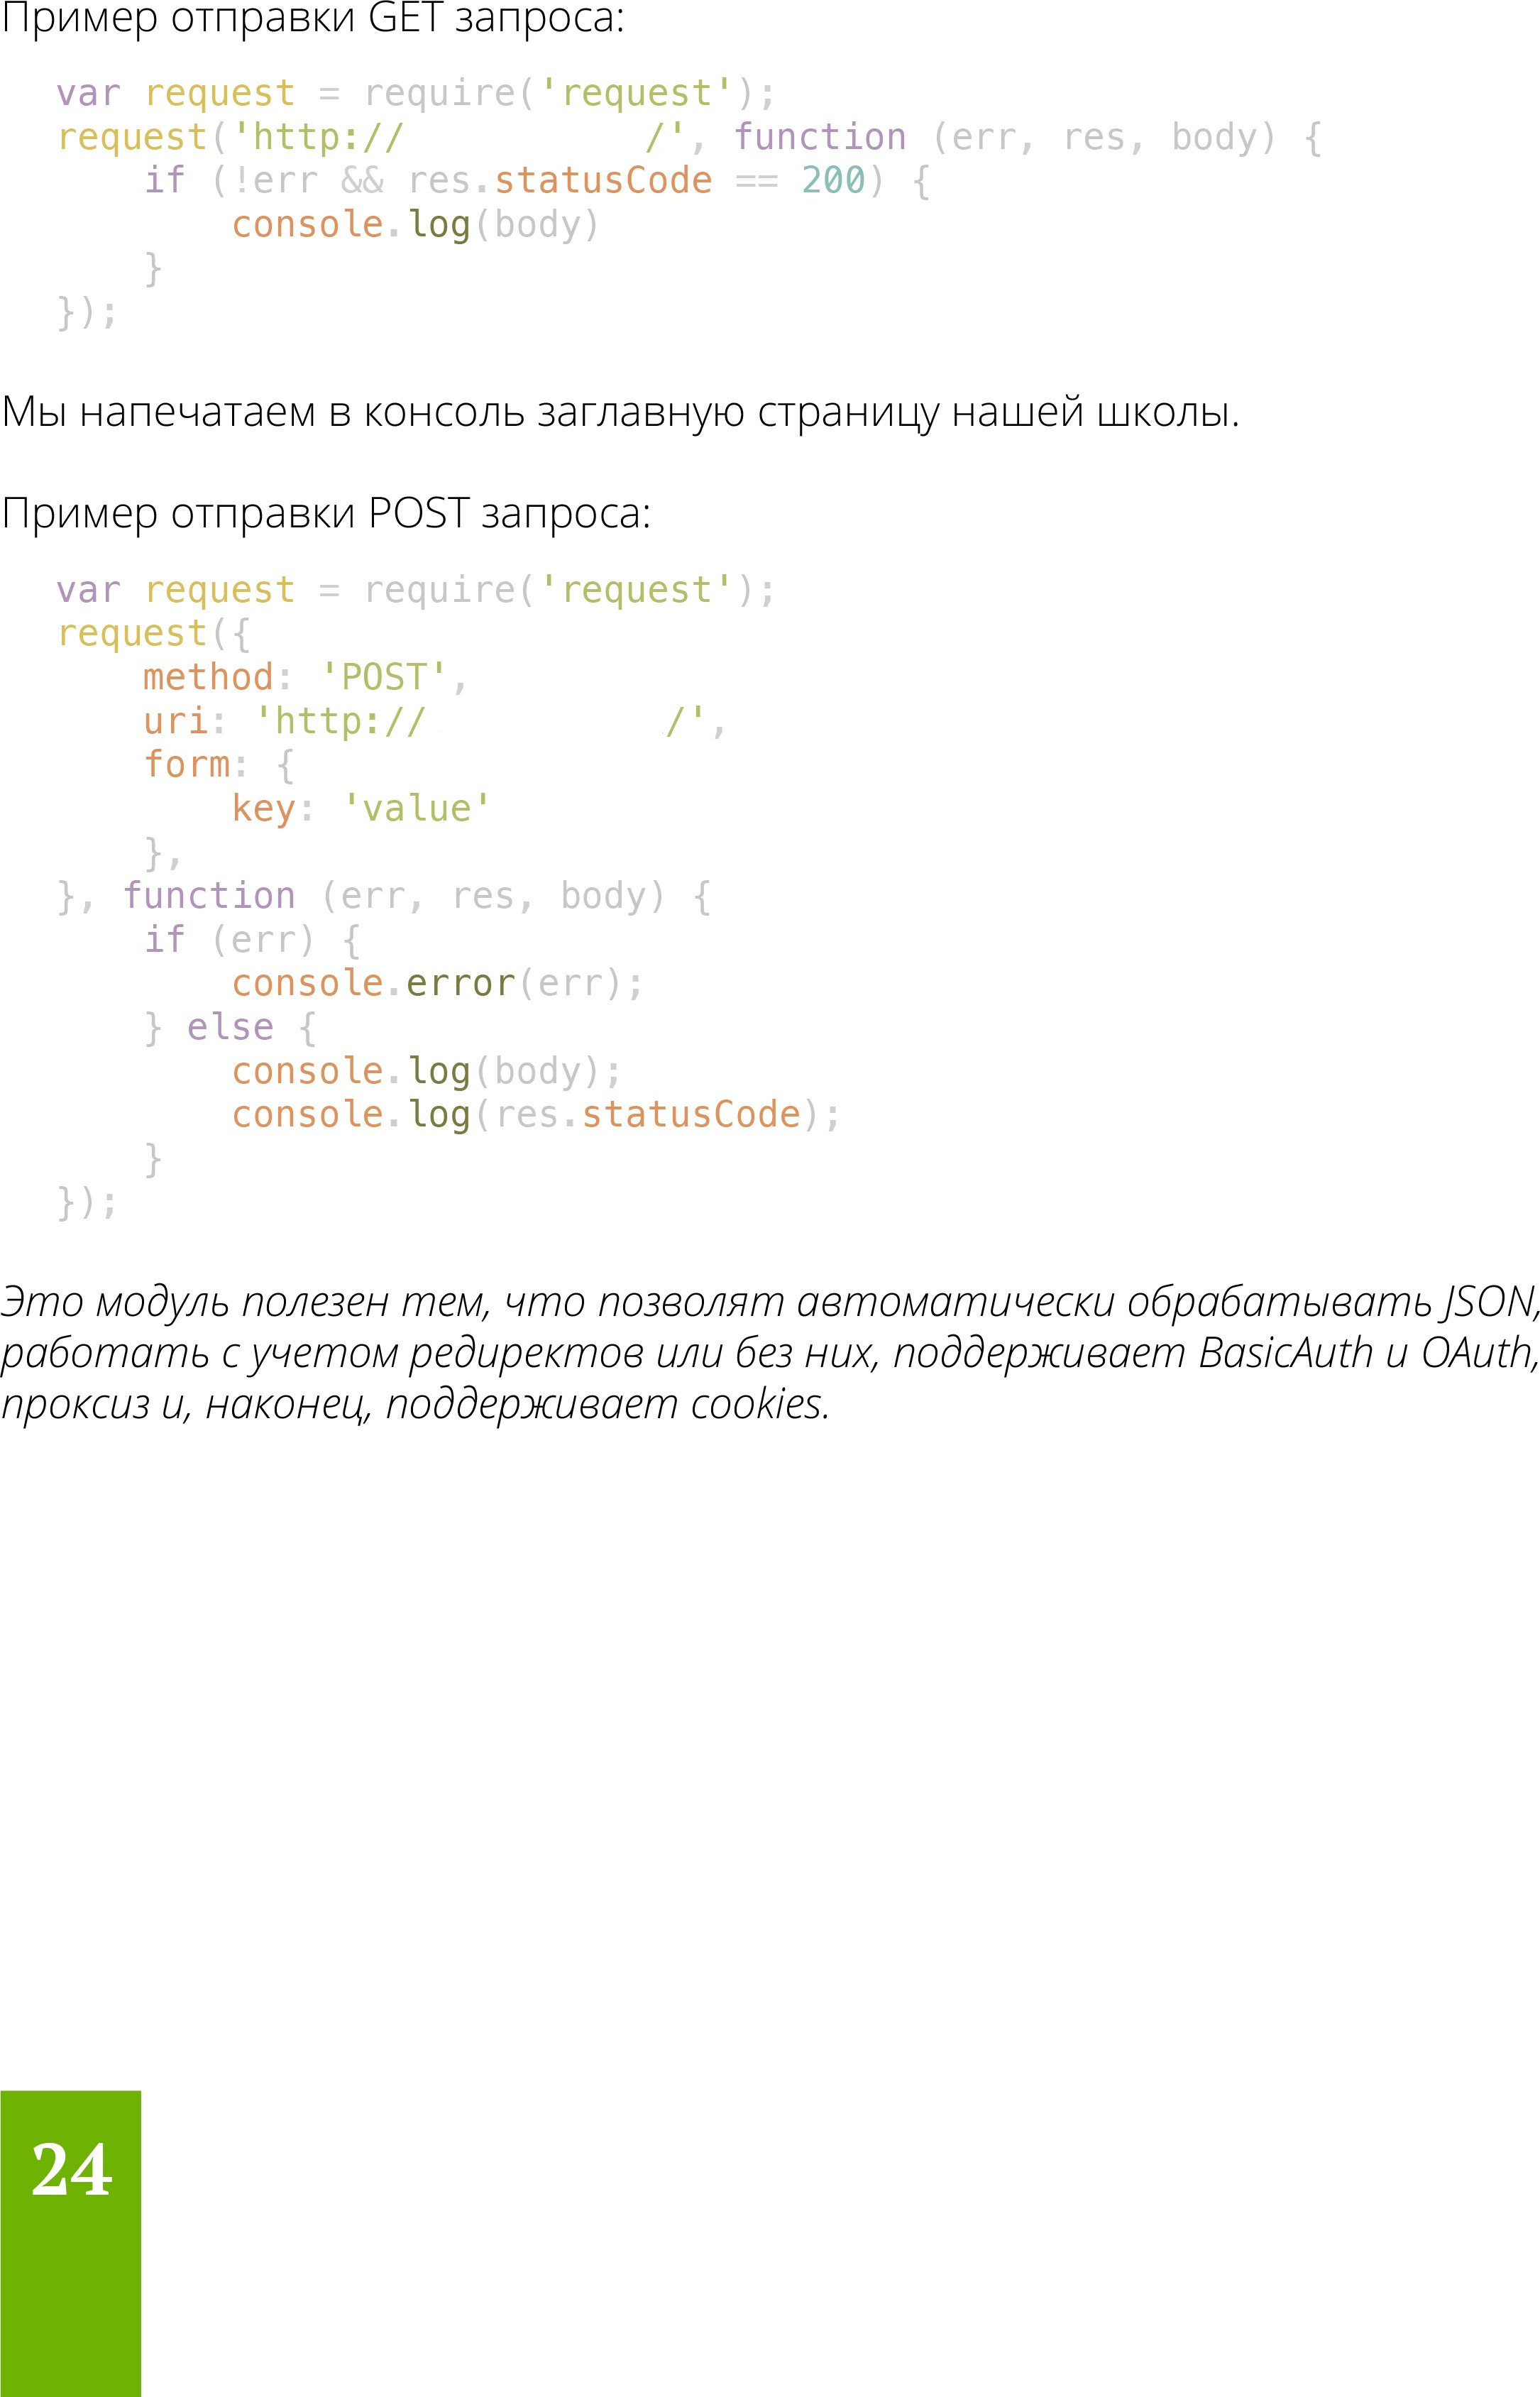 Пример отправки GET запроса:
var request = require('request');
request('http:// /', function (err, res, body) {
    if (!err && res.statusCode == 200) {
        console.log(body)
    }
});
Мы напечатаем в консоль заглавную страницу нашей школы.
Пример отправки POST запроса:
var request = require('request');
request({
    method: 'POST',
    uri: 'http:// /',
    form: {
        key: 'value'
    },
}, function (err, res, body) {
    if (err) {
        console.error(err);
    } else {
        console.log(body);
        console.log(res.statusCode);
    }
});
Это модуль полезен тем, что позволят автоматически обрабатывать JSON,
работать с учетом редиректов или без них, поддерживает BasicAuth и OAuth,
проксиз и, наконец, поддерживает cookies.
24